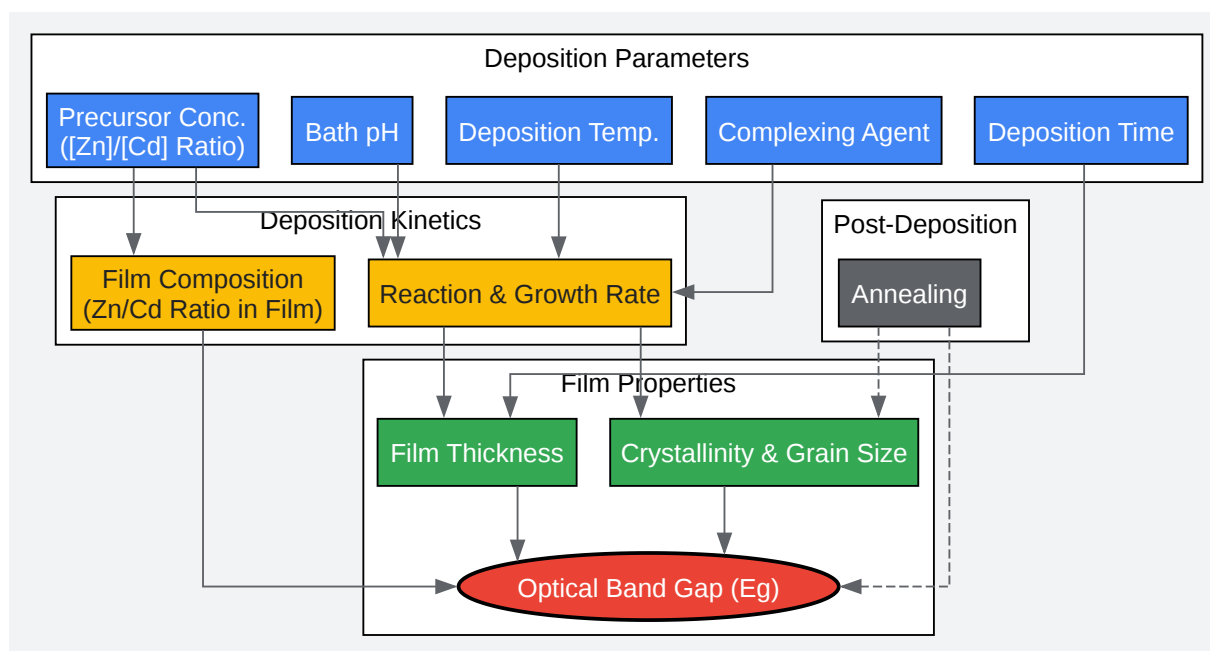 Deposition Parameters
Precursor Conc.
([Zn]/[Cd] Ratio)
Bath pH
Deposition Temp.
Complexing Agent
Deposition Time
Deposition Kinetics
Film Composition
(Zn/Cd Ratio in Film)
Reaction & Growth Rate
Post-Deposition
Annealing
Film Properties
Film Thickness
Crystallinity & Grain Size
Optical Band Gap (Eg)